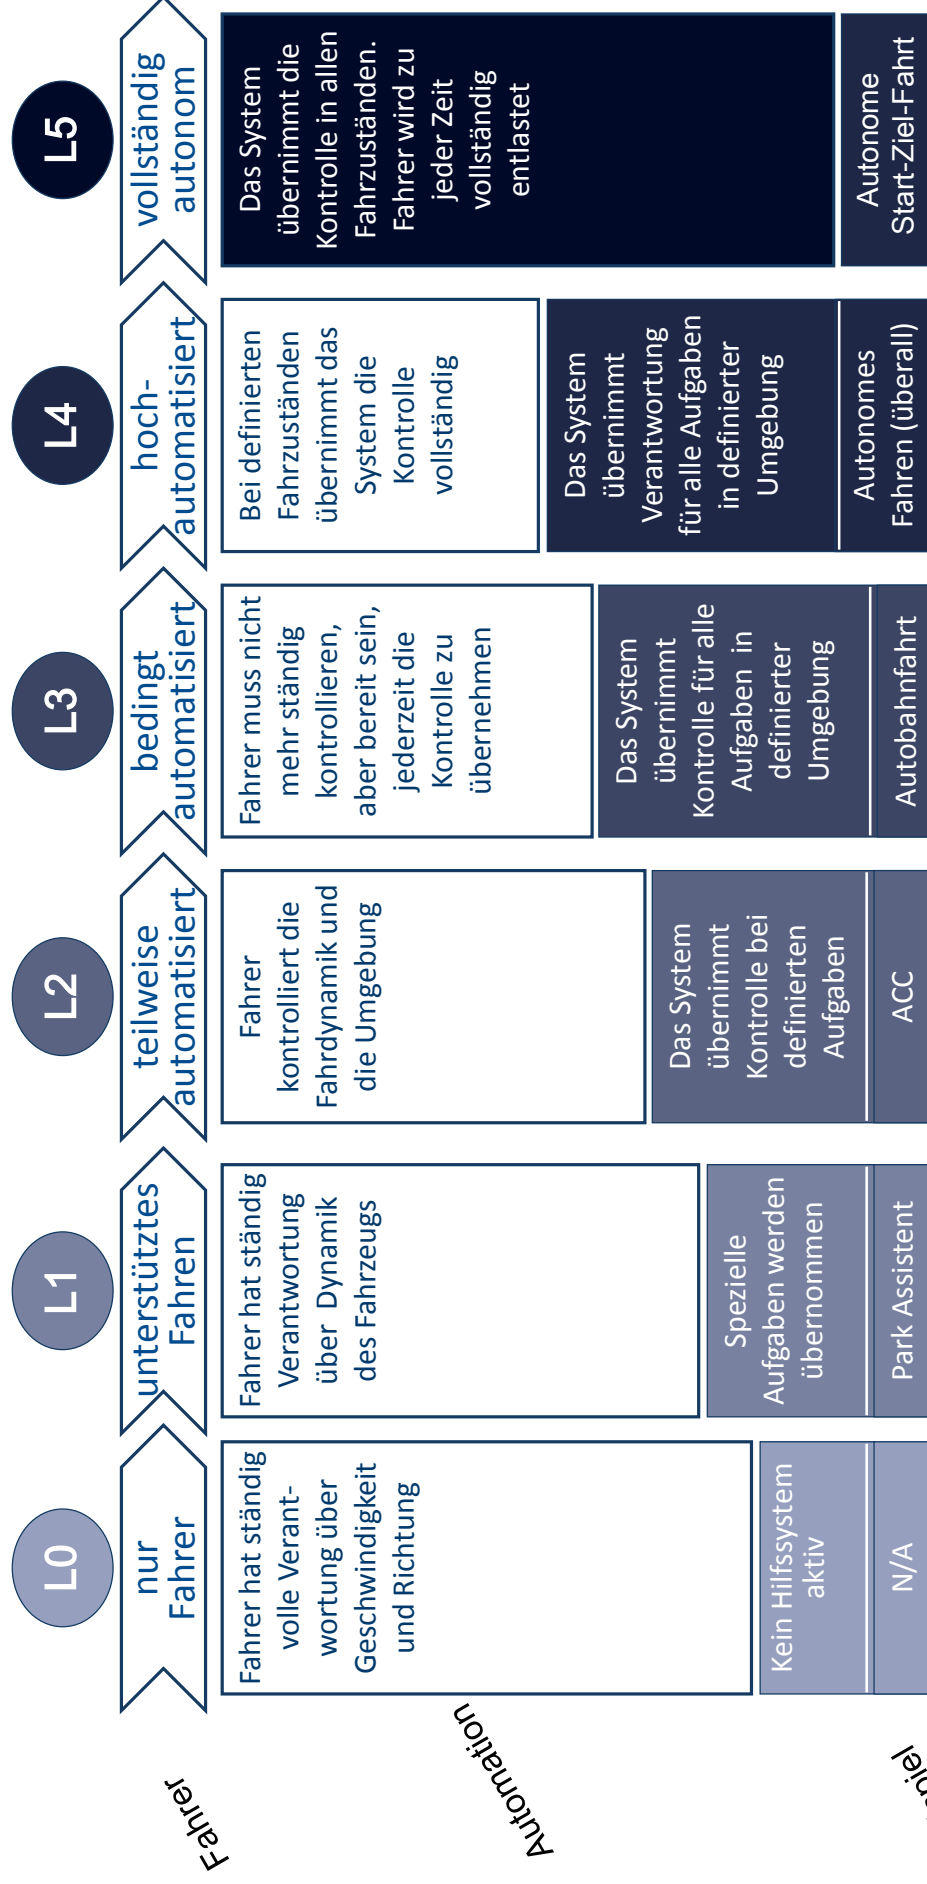 L0
nur
Fahrer
Fahrer hat ständig
volle Verant-
wortung über
Geschwindigkeit
und Richtung
Kein Hilfssystem
aktiv
N/A
L1
unterstütztes
Fahren
Fahrer hat ständig
Verantwortung
über Dynamik
des Fahrzeugs
Spezielle
Aufgaben werden
übernommen
Park Assistent
L2
teilweise
automatisiert
Fahrer
kontrolliert die
Fahrdynamik und
die Umgebung
Das System
übernimmt
Kontrolle bei
definierten
Aufgaben
ACC
L3
bedingt
automatisiert
Fahrer muss nicht
mehr ständig
kontrollieren,
aber bereit sein,
jederzeit die
Kontrolle zu
übernehmen
Das System
übernimmt
Kontrolle für alle
Aufgaben in
definierter
Umgebung
Autobahnfahrt
L4
hoch-
automatisiert
Bei definierten
Fahrzuständen
übernimmt das
System die
Kontrolle
vollständig
Das System
übernimmt
Verantwortung
für alle Aufgaben
in definierter
Umgebung
Autonomes
Fahren (überall)
L5
vollständig
autonom
Das System
übernimmt die
Kontrolle in allen
Fahrzuständen.
Fahrer wird zu
jeder Zeit
vollständig
entlastet
Autonome
Start-Ziel-Fahrt
Fahrer
Automation